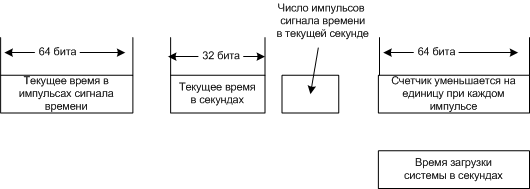 Число импульсов
сигнала времени
в текущей секунде
64 бита
32 бита
64 бита
Текущее время в
импульсах сигнала
времени
Текущее время
в секундах
Счетчик уменьшается на
единицу при каждом
импульсе
Время загрузки
системы в секундах